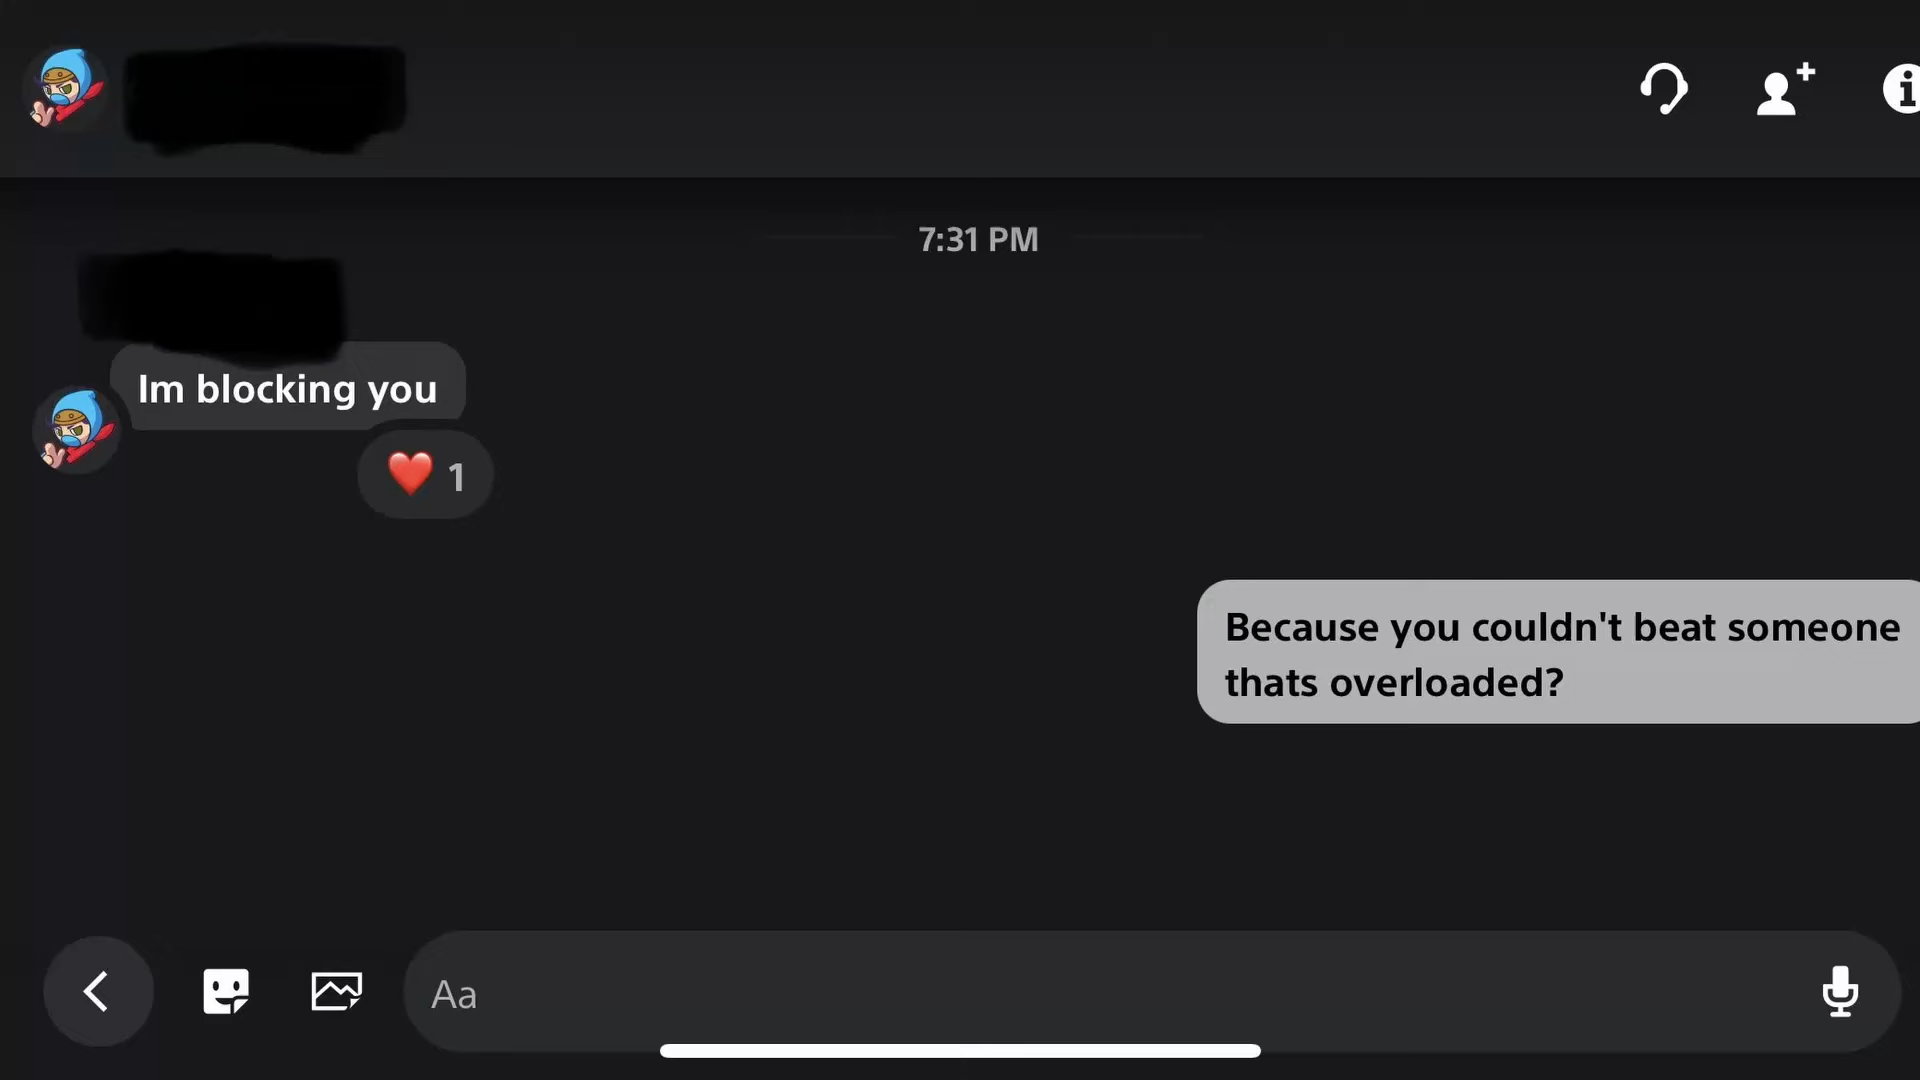 7:31 PM
Im blocking you
❤️ 1
Because you couldn't beat someone
thats overloaded?
Aa